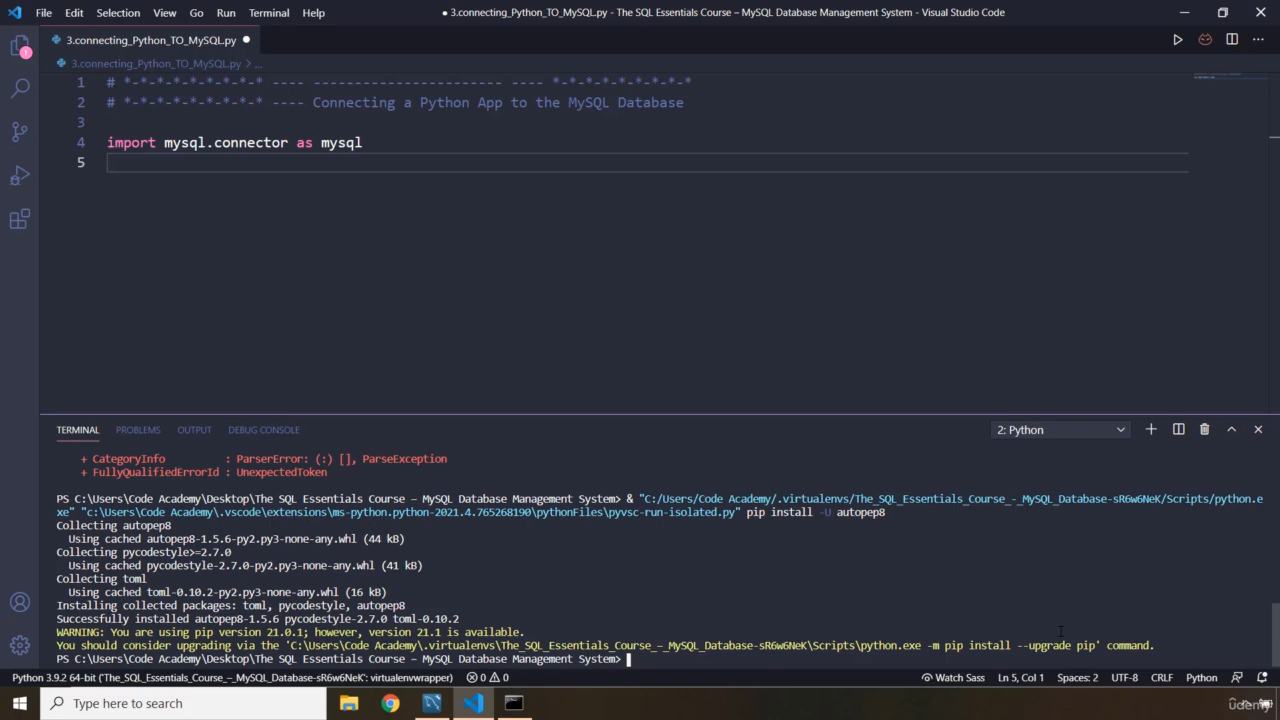 File Edit Selection View Go Run Terminal Help
● 3.connecting_Python_TO_MySQL.py - The SQL Essentials Course – MySQL Database Management System - Visual Studio Code
3.connecting_Python_TO_MySQL.py ●
3.connecting_Python_TO_MySQL.py > ...
1 # *-*-*-*-*-*-*-* ---- ------------------------ ---- *-*-*-*-*-*-*-*
2 # *-*-*-*-*-*-*-* ---- Connecting a Python App to the MySQL Database
3
4 import mysql.connector as mysql
5
TERMINAL PROBLEMS OUTPUT DEBUG CONSOLE 2: Python
+ CategoryInfo : ParserError: (:) [], ParseException
+ FullyQualifiedErrorId : UnexpectedToken
PS C:\Users\Code Academy\Desktop\The SQL Essentials Course – MySQL Database Management System> & "C:/Users/Code Academy/.virtualenvs/The_SQL_Essentials_Course_-_MySQL_Database-sR6w6NeK/Scripts/python.e
xe" "c:\Users\Code Academy\.vscode\extensions\ms-python.python-2021.4.765268190\pythonFiles\pyvsc-run-isolated.py" pip install -U autopep8
Collecting autopep8
Using cached autopep8-1.5.6-py2.py3-none-any.whl (44 kB)
Collecting pycodestyle>=2.7.0
Using cached pycodestyle-2.7.0-py2.py3-none-any.whl (41 kB)
Collecting toml
Using cached toml-0.10.2-py2.py3-none-any.whl (16 kB)
Installing collected packages: toml, pycodestyle, autopep8
Successfully installed autopep8-1.5.6 pycodestyle-2.7.0 toml-0.10.2
WARNING: You are using pip version 21.0.1; however, version 21.1 is available.
You should consider upgrading via the 'C:\Users\Code Academy\.virtualenvs\The_SQL_Essentials_Course_-_MySQL_Database-sR6w6NeK\Scripts\python.exe -m pip install --upgrade pip' command.
PS C:\Users\Code Academy\Desktop\The SQL Essentials Course – MySQL Database Management System>
Python 3.9.2 64-bit ('The_SQL_Essentials_Course_-_MySQL_Database-sR6w6NeK': virtualenvwrapper) 0 0 Watch Sass Ln 5, Col 1 Spaces: 2 UTF-8 CRLF Python
Type here to search
Udemy
1